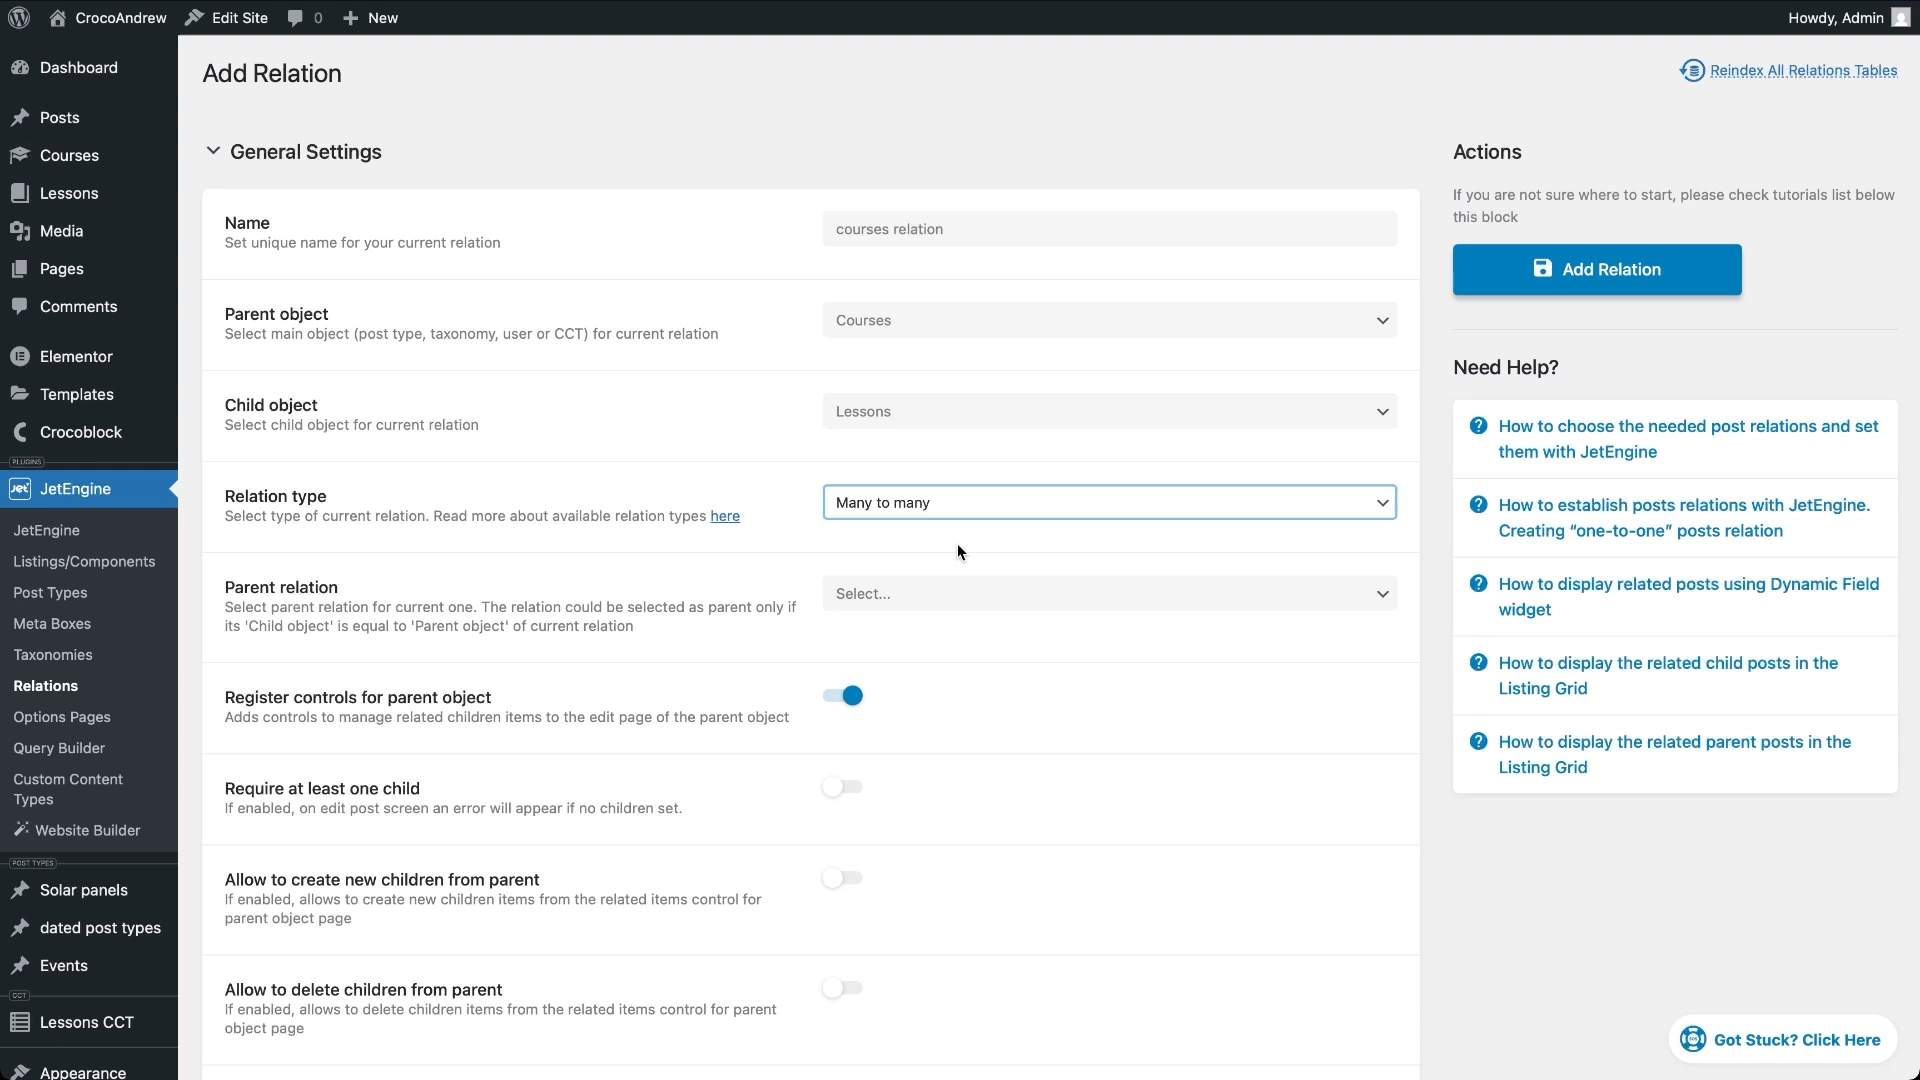 CrocoAndrew
Edit Site
0
New
Howdy, Admin
Dashboard
Posts
Courses
Lessons
Media
Pages
Comments
Elementor
Templates
Crocoblock
PLUGINS
Jet JetEngine
JetEngine
Listings/Components
Post Types
Meta Boxes
Taxonomies
Relations
Options Pages
Query Builder
Custom Content
Types
Website Builder
POST TYPES
Solar panels
dated post types
Events
CCT
Lessons CCT
Appearance
Add Relation
Reindex All Relations Tables
General Settings
Name
Set unique name for your current relation
courses relation
Parent object
Select main object (post type, taxonomy, user or CCT) for current relation
Courses
Child object
Select child object for current relation
Lessons
Relation type
Select type of current relation. Read more about available relation types here
Many to many
Parent relation
Select parent relation for current one. The relation could be selected as parent only if
its 'Child object' is equal to 'Parent object' of current relation
Select...
Register controls for parent object
Adds controls to manage related children items to the edit page of the parent object
Require at least one child
If enabled, on edit post screen an error will appear if no children set.
Allow to create new children from parent
If enabled, allows to create new children items from the related items control for
parent object page
Allow to delete children from parent
If enabled, allows to delete children items from the related items control for parent
object page
Actions
If you are not sure where to start, please check tutorials list below
this block
Add Relation
Need Help?
How to choose the needed post relations and set
them with JetEngine
How to establish posts relations with JetEngine.
Creating “one-to-one” posts relation
How to display related posts using Dynamic Field
widget
How to display the related child posts in the
Listing Grid
How to display the related parent posts in the
Listing Grid
SOS Got Stuck? Click Here